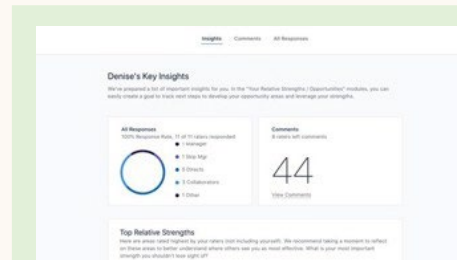 Insights Comments All Responses
Denise's Key Insights
We've prepared a list of important insights for you. In the "Your Relative Strengths / Opportunities" modules, you can
easily create a goal to track next steps to develop your opportunity areas and leverage your strengths.
All Responses
100% Response Rate, 11 of 11 raters responded
1 Manager
1 Skip Mgr
5 Directs
3 Collaborators
1 Other
Comments
8 raters left comments
44
View Comments
Top Relative Strengths
Here are areas rated highest by your raters (not including yourself). We recommend taking a moment to reflect
on these areas to better understand where others see you as most effective. What is your most important
strength you shouldn't lose sight of?